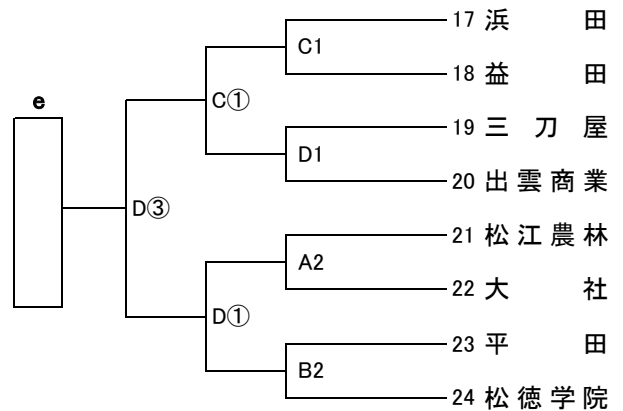 17 浜田
C1
18 益田
e
C①
19 三刀屋
D1
20 出雲商業
D③
21 松江農林
A2
22 大社
D①
23 平田
B2
24 松徳学院